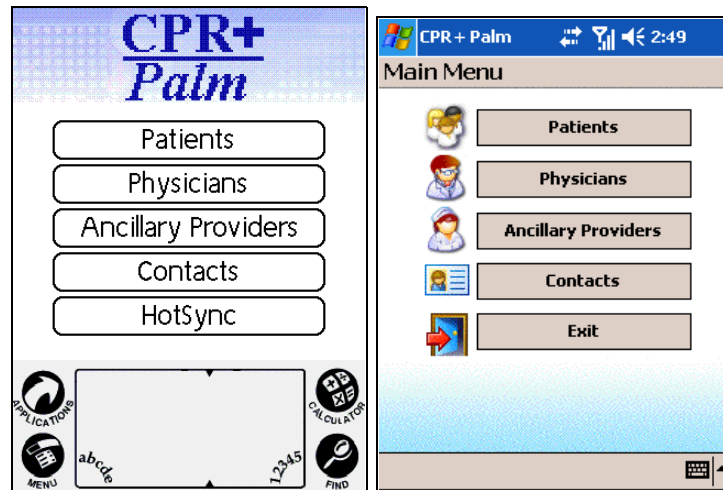 CPR+
Palm
Patients
Physicians
Ancillary Providers
Contacts
HotSync
APPLICATIONS
CALCULATOR
MENU
abcde
12345
FIND
CPR+ Palm 2:49
Main Menu
Patients
Physicians
Ancillary Providers
Contacts
Exit